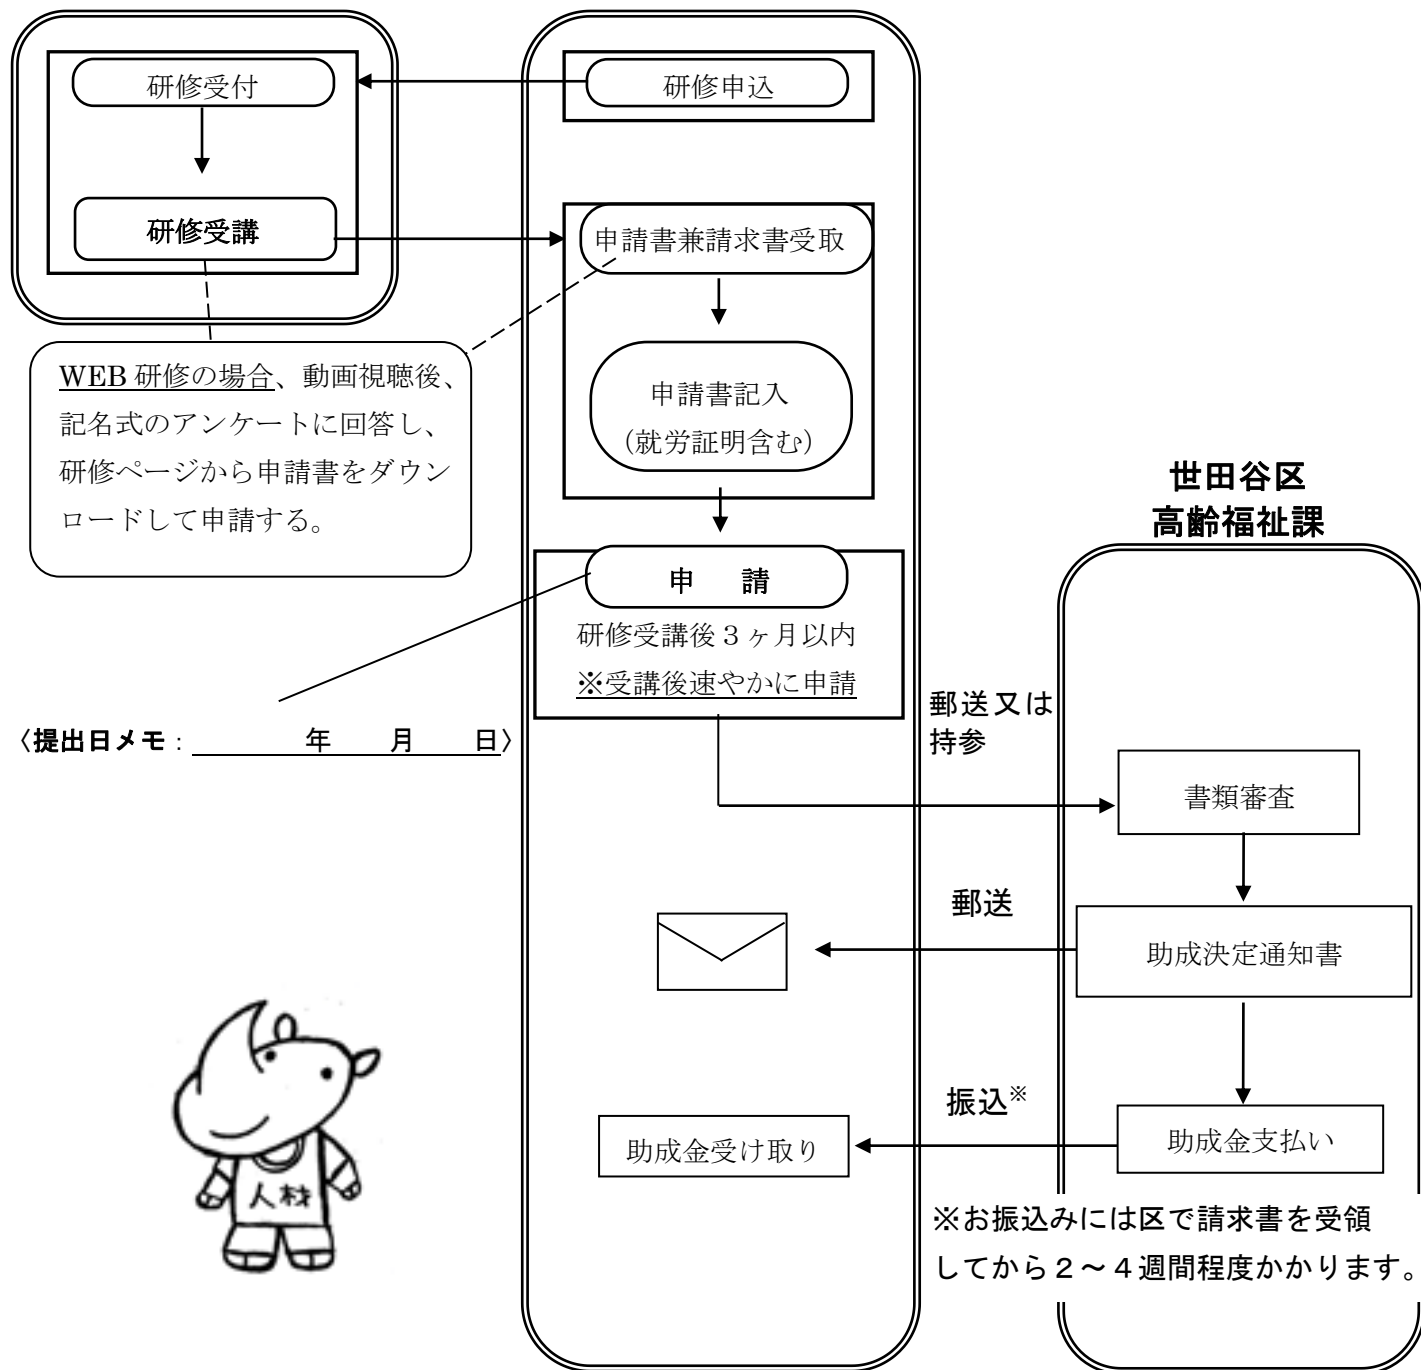 研修受付
研修申込
研修受講
申請書兼請求書受取
WEB 研修の場合、動画視聴後、
記名式のアンケートに回答し、
研修ページから申請書をダウン
ロードして申請する。
申請書記入
（就労証明含む）
世田谷区
高齢福祉課
申　請
研修受講後３ヶ月以内
※受講後速やかに申請
〈提出日メモ：　　　　年　　月　　日〉
郵送又は
持参
書類審査
郵送
助成決定通知書
振込※
助成金受け取り
助成金支払い
人材
※お振込みには区で請求書を受領
してから２～４週間程度かかります。